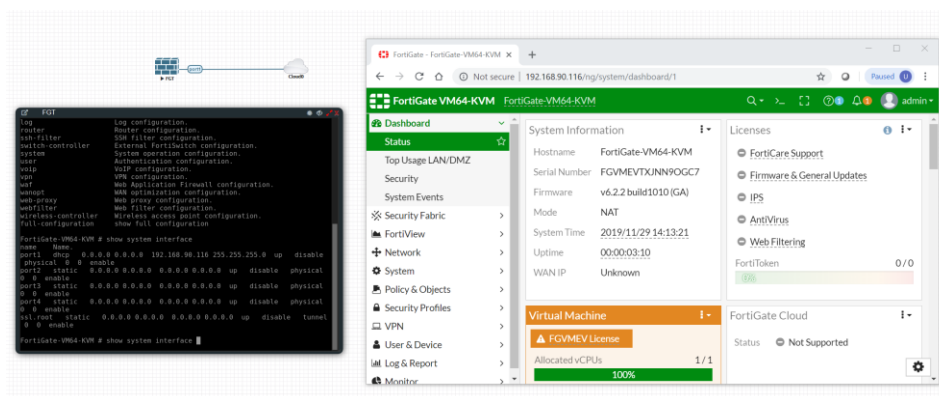 port1
FGT
Cloud0
FGT
log Log configuration.
router Router configuration.
ssh-filter SSH filter configuration.
switch-controller External FortiSwitch configuration.
system System operation configuration.
user Authentication configuration.
voip VoIP configuration.
vpn VPN configuration.
waf Web Application Firewall configuration.
wanopt WAN optimization configuration.
web-proxy Web proxy configuration.
webfilter Web filter configuration.
wireless-controller Wireless access point configuration.
full-configuration show full configuration
FortiGate-VM64-KVM # show system interface
name Name.
port1 dhcp 0.0.0.0 0.0.0.0 192.168.90.116 255.255.255.0 up disable
physical 0 0 enable
port2 static 0.0.0.0 0.0.0.0 0.0.0.0 0.0.0.0 up disable physical
0 0 enable
port3 static 0.0.0.0 0.0.0.0 0.0.0.0 0.0.0.0 up disable physical
0 0 enable
port4 static 0.0.0.0 0.0.0.0 0.0.0.0 0.0.0.0 up disable physical
0 0 enable
ssl.root static 0.0.0.0 0.0.0.0 0.0.0.0 0.0.0.0 up disable tunnel
0 0 enable
FortiGate-VM64-KVM # show system interface
FortiGate - FortiGate-VM64-KVM
Not secure 192.168.90.116/ng/system/dashboard/1
Paused U
FortiGate VM64-KVM FortiGate-VM64-KVM
admin
Dashboard
Status
Top Usage LAN/DMZ
Security
System Events
Security Fabric
FortiView
Network
System
Policy & Objects
Security Profiles
VPN
User & Device
Log & Report
Monitor
System Information
Hostname FortiGate-VM64-KVM
Serial Number FGVMEVTXJNN9OGC7
Firmware v6.2.2 build1010 (GA)
Mode NAT
System Time 2019/11/29 14:13:21
Uptime 00:00:03:10
WAN IP Unknown
Licenses
FortiCare Support
Firmware & General Updates
IPS
AntiVirus
Web Filtering
FortiToken 0 / 0
0%
Virtual Machine
FGVMEV License
Allocated vCPUs 1 / 1
100%
FortiGate Cloud
Status Not Supported